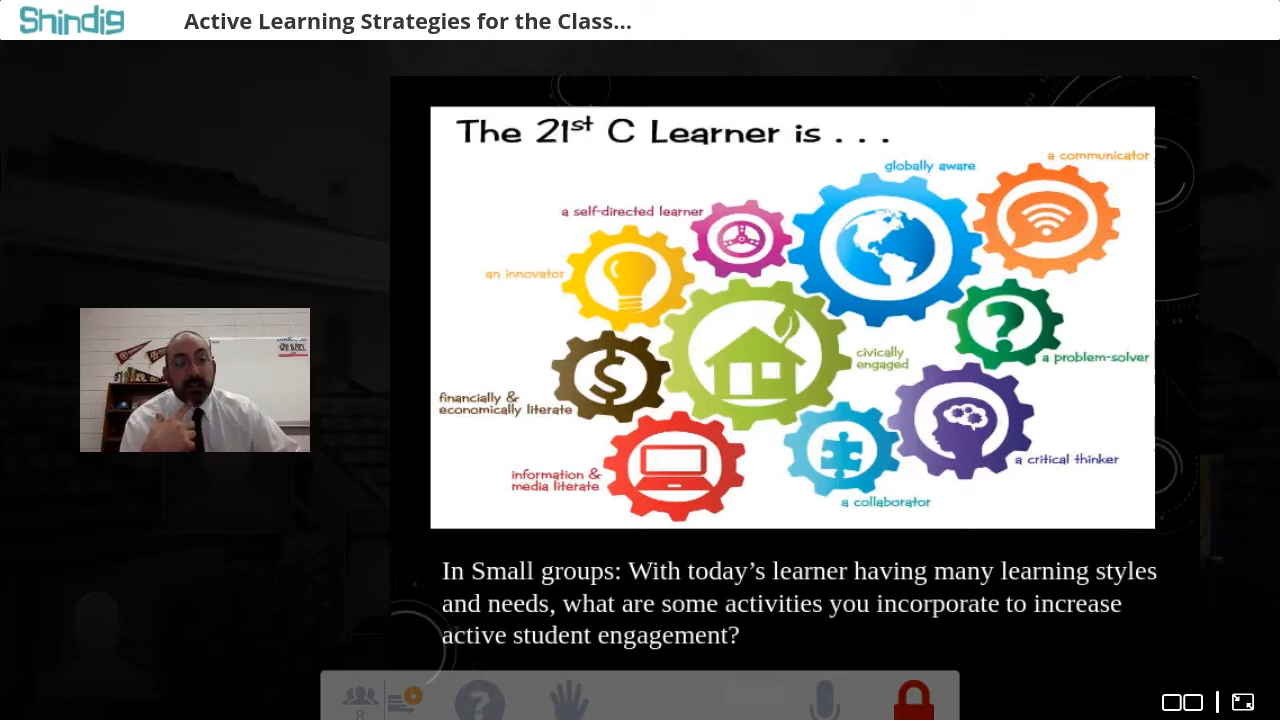 Shindig
Active Learning Strategies for the Class...
The 21st C Learner is . . .
a communicator
globally aware
a self-directed learner
an innovator
civically
engaged
a problem-solver
financially &
economically literate
a critical thinker
information &
media literate
a collaborator
In Small groups: With today’s learner having many learning styles
and needs, what are some activities you incorporate to increase
active student engagement?
8